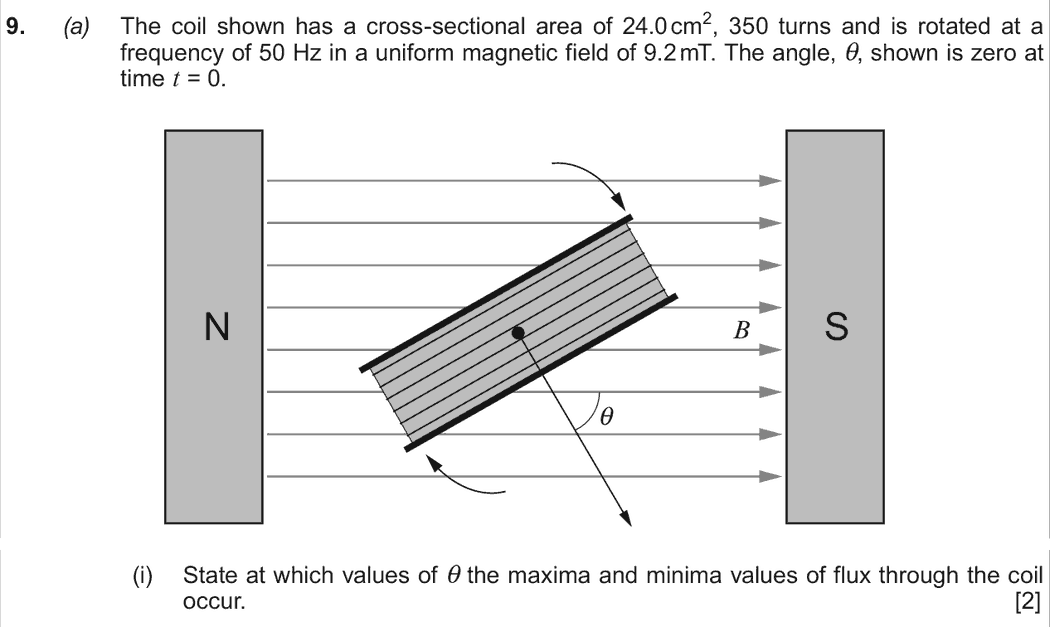 9. (a) The coil shown has a cross-sectional area of 24.0 cm², 350 turns and is rotated at a
frequency of 50 Hz in a uniform magnetic field of 9.2 mT. The angle, θ, shown is zero at
time t = 0.
N
B
S
θ
(i) State at which values of θ the maxima and minima values of flux through the coil
occur. [2]